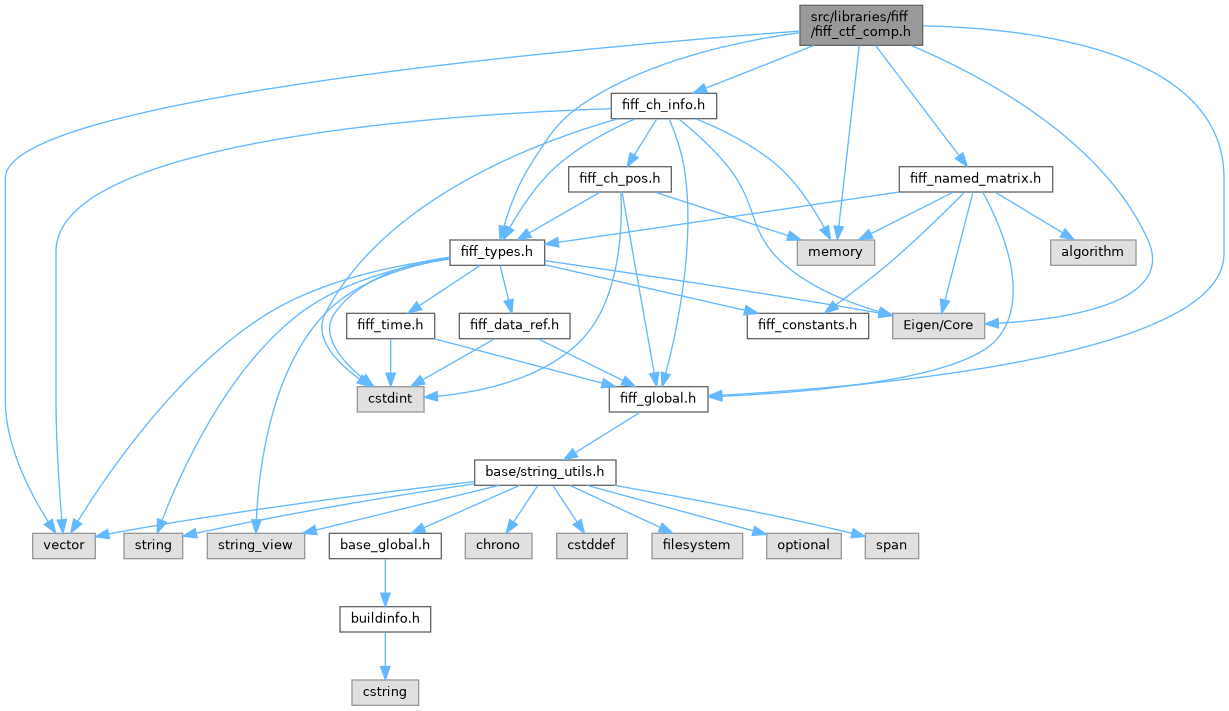 src/libraries/fiff
/fiff_ctf_comp.h
fiff_ch_info.h
fiff_ch_pos.h
fiff_named_matrix.h
fiff_types.h
memory
algorithm
fiff_time.h
fiff_data_ref.h
fiff_constants.h
Eigen/Core
cstdint
fiff_global.h
base/string_utils.h
vector
string
string_view
base_global.h
chrono
cstddef
filesystem
optional
span
buildinfo.h
cstring